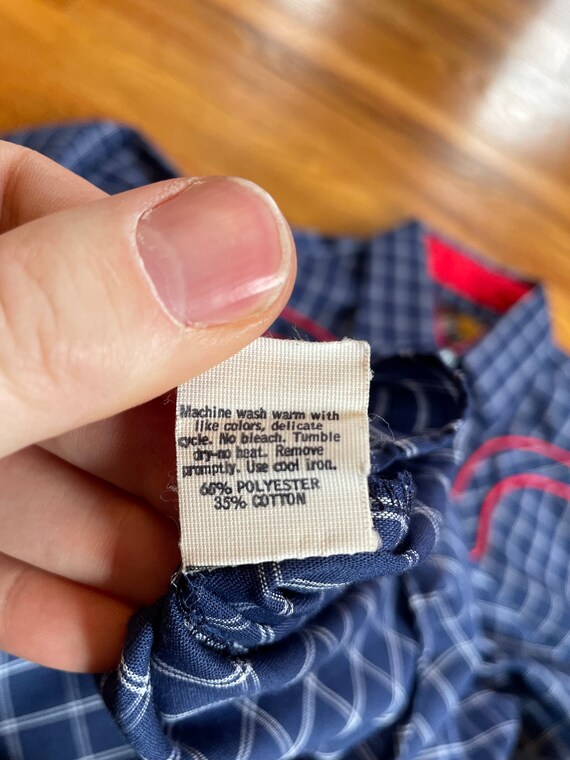 Machine wash warm with
like colors, delicate
cycle. No bleach. Tumble
dry-no heat. Remove
promptly. Use cool iron.
65% POLYESTER
35% COTTON